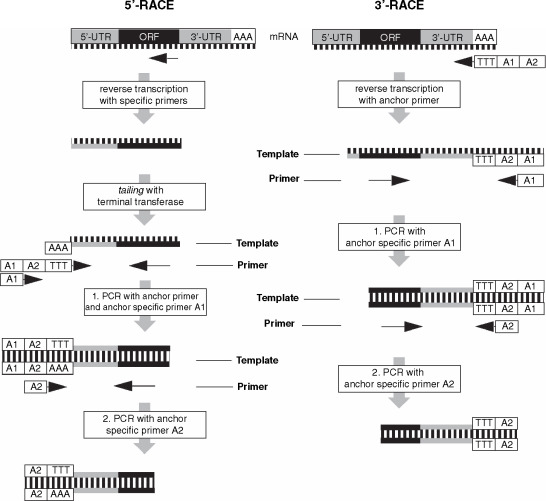 5'-RACE
5'-UTR ORF 3'-UTR AAA
reverse transcription
with specific primers
tailing with
terminal transferase
AAA
Template
A1 A2 TTT
Primer
A1
1. PCR with anchor primer
and anchor specific primer A1
A1 A2 TTT
A1 A2 AAA
Template
A2
Primer
2. PCR with anchor
specific primer A2
A2 TTT
A2 AAA
3'-RACE
mRNA
5'-UTR ORF 3'-UTR AAA
TTT A1 A2
reverse transcription
with anchor primer
Template
TTT A2 A1
Primer
A1
1. PCR with
anchor specific primer A1
TTT A2 A1
Template
TTT A2 A1
Primer
A2
2. PCR with
anchor specific primer A2
TTT A2
TTT A2